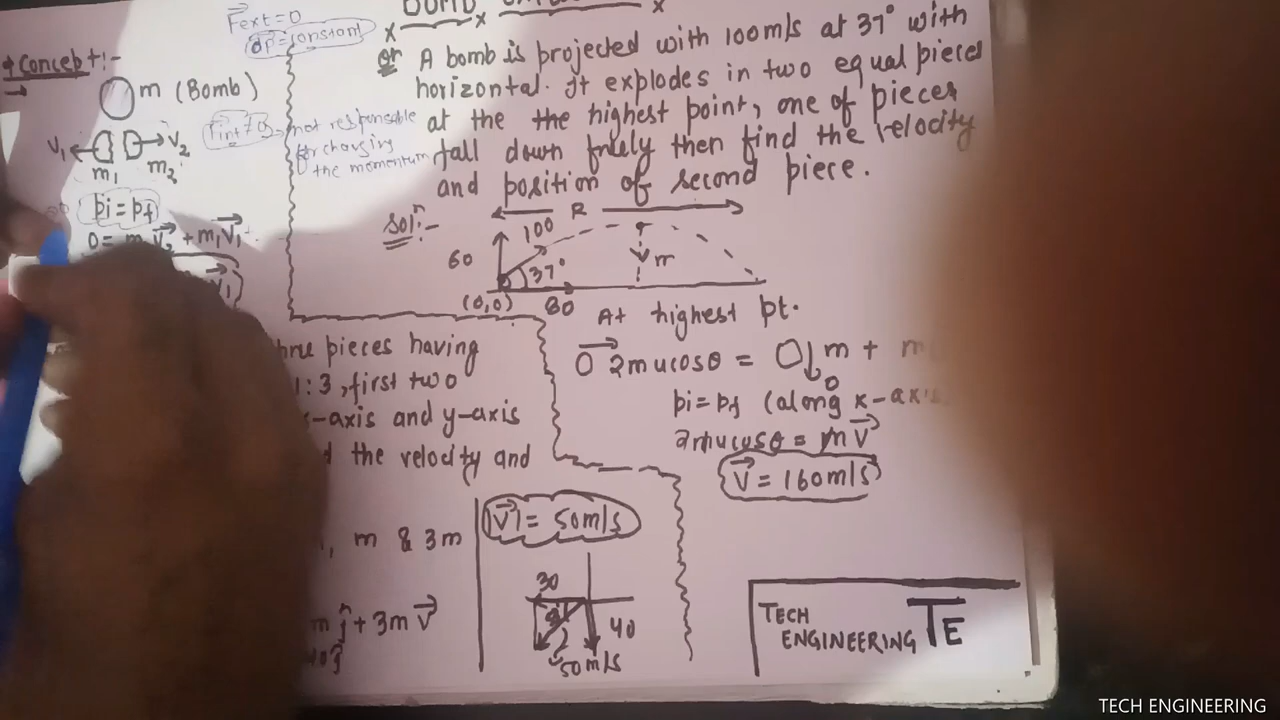 Fext = 0
dp = constant
BOMB
x x x
* Concept:-
m (Bomb)
V1 V2
m1 m2
Fint ≠ 0 → not responsible
for changing
the momentum
pi = pf
0 = m V2 + m1V1
V1
or A bomb is projected with 100m/s at 37° with
horizontal. It explodes in two equal pieces
at the the highest point, one of pieces
fall down freely then find the velocity
and position of second piece.
Soln:-
R
100
60
37°
m
(0,0)
80
At highest pt.
O 2mucosθ = O m +
0
pi = pf (along x-axis
2mucosθ = mV
V = 160m/s
pieces having
1:3, first two
x-axis and y-axis
the velocity and
, m & 3m
m ĵ + 3m V
|V| = 50m/s
30
40
50m/s
TECH
ENGINEERING TE
TECH ENGINEERING